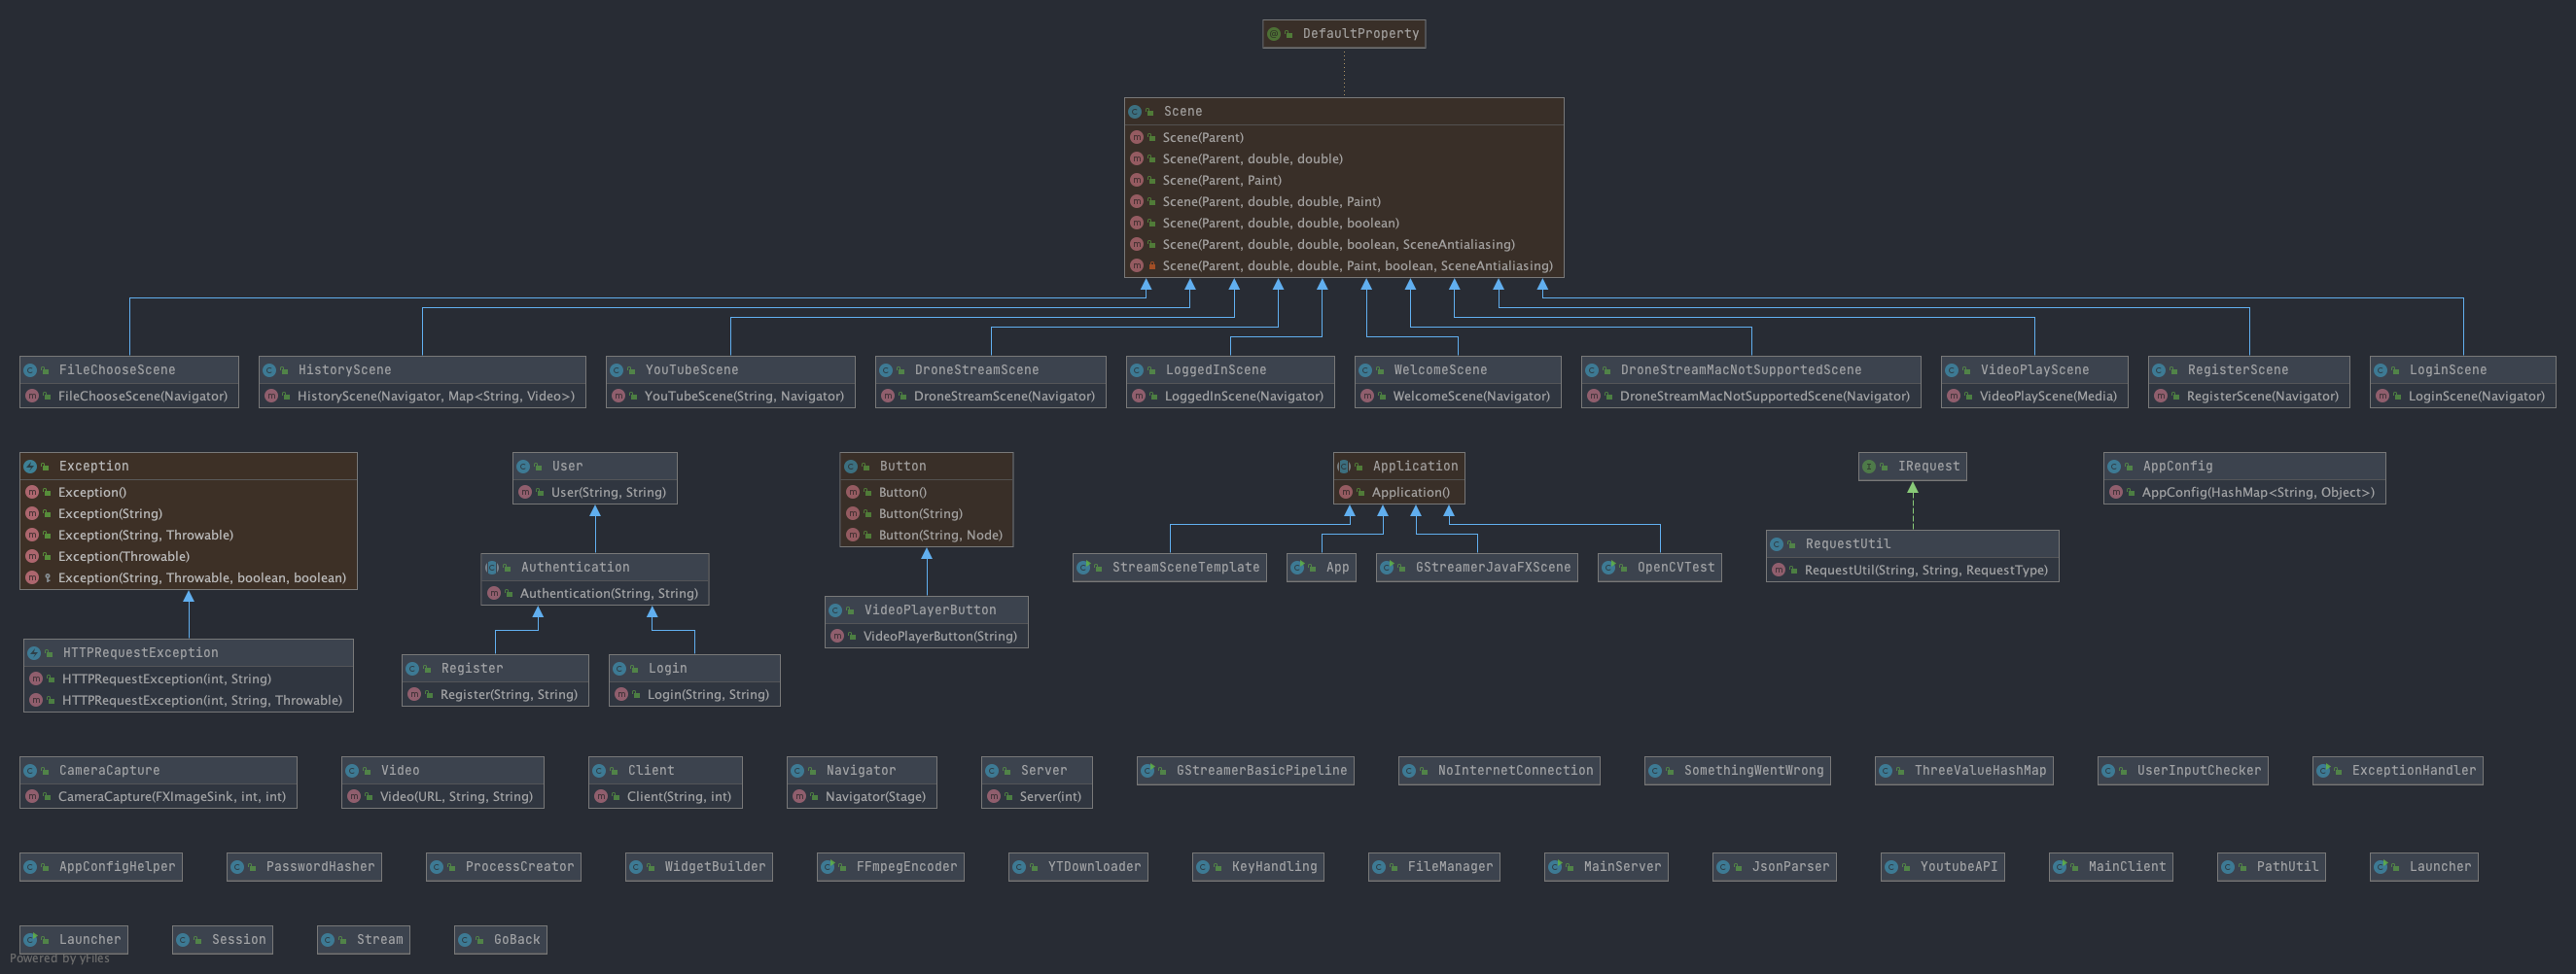 DefaultProperty
Scene
Scene(Parent)
Scene(Parent, double, double)
Scene(Parent, Paint)
Scene(Parent, double, double, Paint)
Scene(Parent, double, double, boolean)
Scene(Parent, double, double, boolean, SceneAntialiasing)
Scene(Parent, double, double, Paint, boolean, SceneAntialiasing)
FileChooseScene
FileChooseScene(Navigator)
HistoryScene
HistoryScene(Navigator, Map<String, Video>)
YouTubeScene
YouTubeScene(String, Navigator)
DroneStreamScene
DroneStreamScene(Navigator)
LoggedInScene
LoggedInScene(Navigator)
WelcomeScene
WelcomeScene(Navigator)
DroneStreamMacNotSupportedScene
DroneStreamMacNotSupportedScene(Navigator)
VideoPlayScene
VideoPlayScene(Media)
RegisterScene
RegisterScene(Navigator)
LoginScene
LoginScene(Navigator)
Exception
Exception()
Exception(String)
Exception(String, Throwable)
Exception(Throwable)
Exception(String, Throwable, boolean, boolean)
HTTPRequestException
HTTPRequestException(int, String)
HTTPRequestException(int, String, Throwable)
User
User(String, String)
Authentication
Authentication(String, String)
Register
Register(String, String)
Login
Login(String, String)
Button
Button()
Button(String)
Button(String, Node)
VideoPlayerButton
VideoPlayerButton(String)
Application
Application()
StreamSceneTemplate
App
GStreamerJavaFXScene
OpenCVTest
IRequest
RequestUtil
RequestUtil(String, String, RequestType)
AppConfig
AppConfig(HashMap<String, Object>)
CameraCapture
CameraCapture(FXImageSink, int, int)
Video
Video(URL, String, String)
Client
Client(String, int)
Navigator
Navigator(Stage)
Server
Server(int)
GStreamerBasicPipeline
NoInternetConnection
SomethingWentWrong
ThreeValueHashMap
UserInputChecker
ExceptionHandler
AppConfigHelper
PasswordHasher
ProcessCreator
WidgetBuilder
FFmpegEncoder
YTDownloader
KeyHandling
FileManager
MainServer
JsonParser
YoutubeAPI
MainClient
PathUtil
Launcher
Launcher
Session
Stream
GoBack
Powered by yFiles